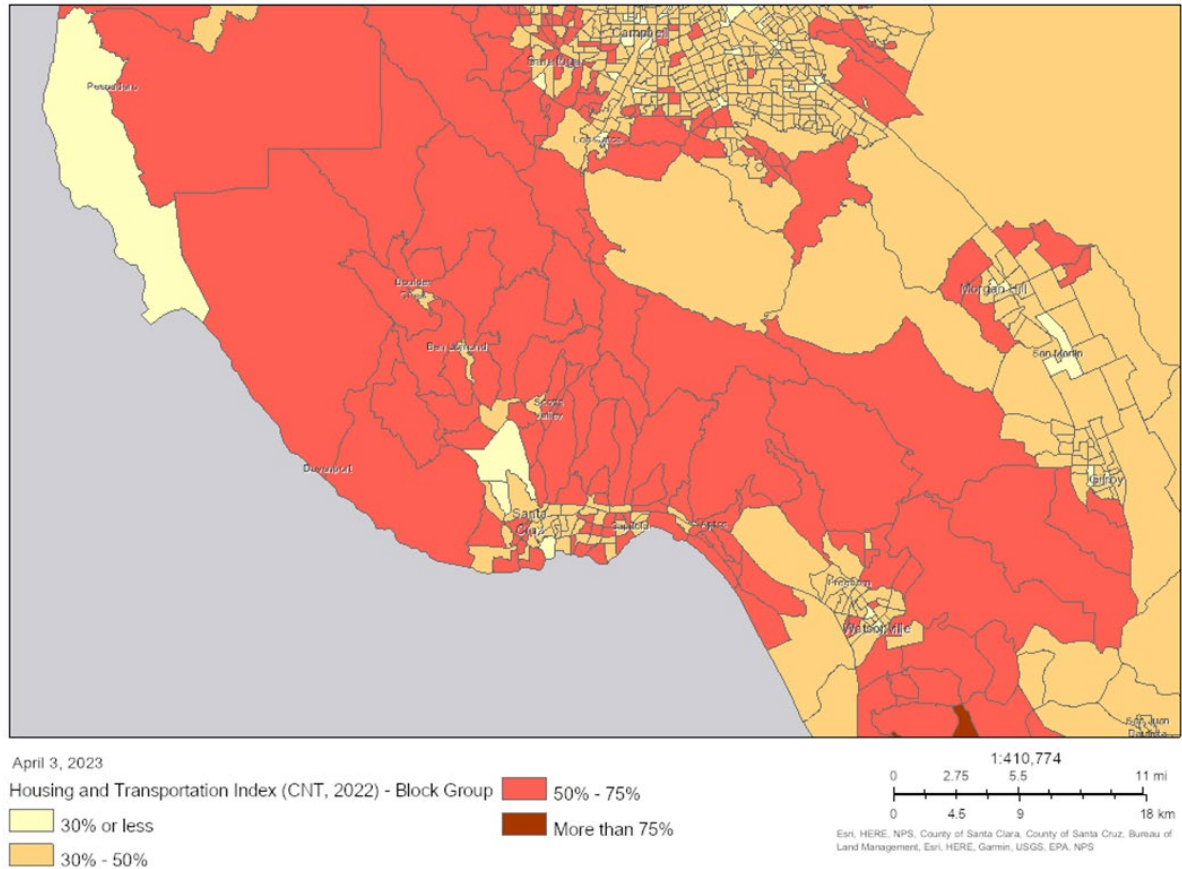 Campbell
Saratoga
Pescadero
Los Gatos
Boulder
Creek
Morgan Hill
Ben Lomond
San Martin
Scotts
Valley
Davenport
Gilroy
Santa
Cruz
Capitola
Aptos
Freedom
Watsonville
San Juan
Bautista
April 3, 2023
Housing and Transportation Index (CNT, 2022) - Block Group
30% or less
30% - 50%
50% - 75%
More than 75%
1:410,774
0 2.75 5.5 11 mi
0 4.5 9 18 km
Esri, HERE, NPS, County of Santa Clara, County of Santa Cruz, Bureau of
Land Management, Esri, HERE, Garmin, USGS, EPA, NPS